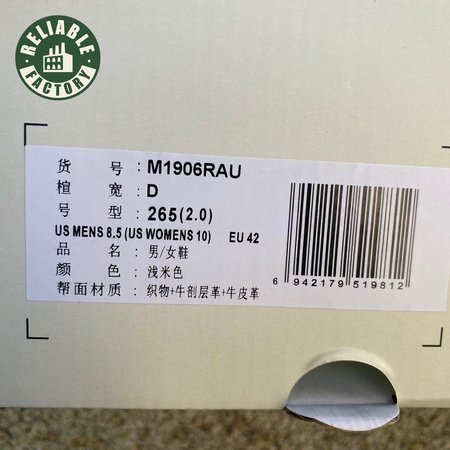 RELIABLE
FACTORY
货 号 : M1906RAU
楦 宽 : D
号 型 : 265(2.0)
US MENS 8.5 (US WOMENS 10) EU 42
品 名 : 男/女鞋
颜 色 : 浅米色
帮面材质 : 织物+牛剖层革+牛皮革
6 942179 519812